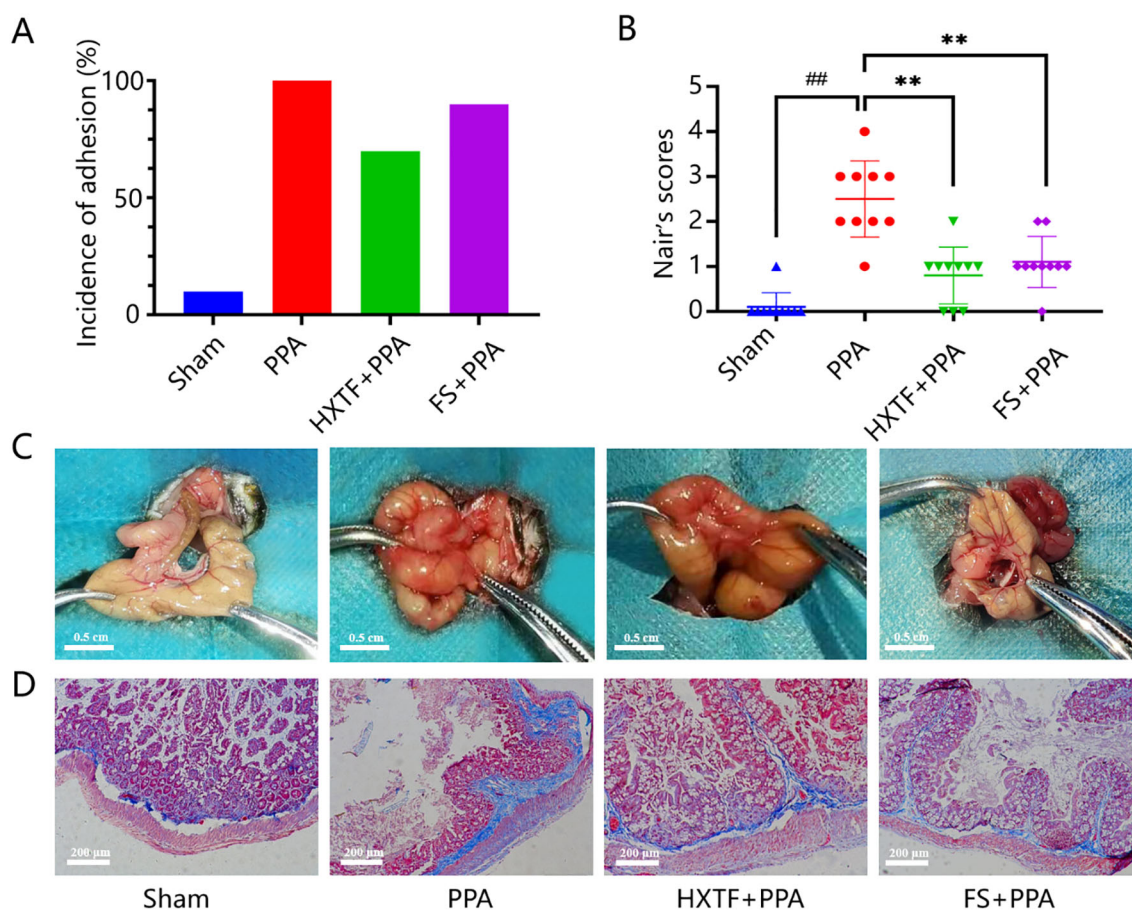 A
Incidence of adhesion (%)
100
50
0
Sham
PPA
HXTF+PPA
FS+PPA
B
Nair's scores
5
4
3
2
1
0
##
**
**
Sham
PPA
HXTF+PPA
FS+PPA
C
0.5 cm
0.5 cm
0.5 cm
0.5 cm
D
200 μm
200 μm
200 μm
200 μm
Sham
PPA
HXTF+PPA
FS+PPA